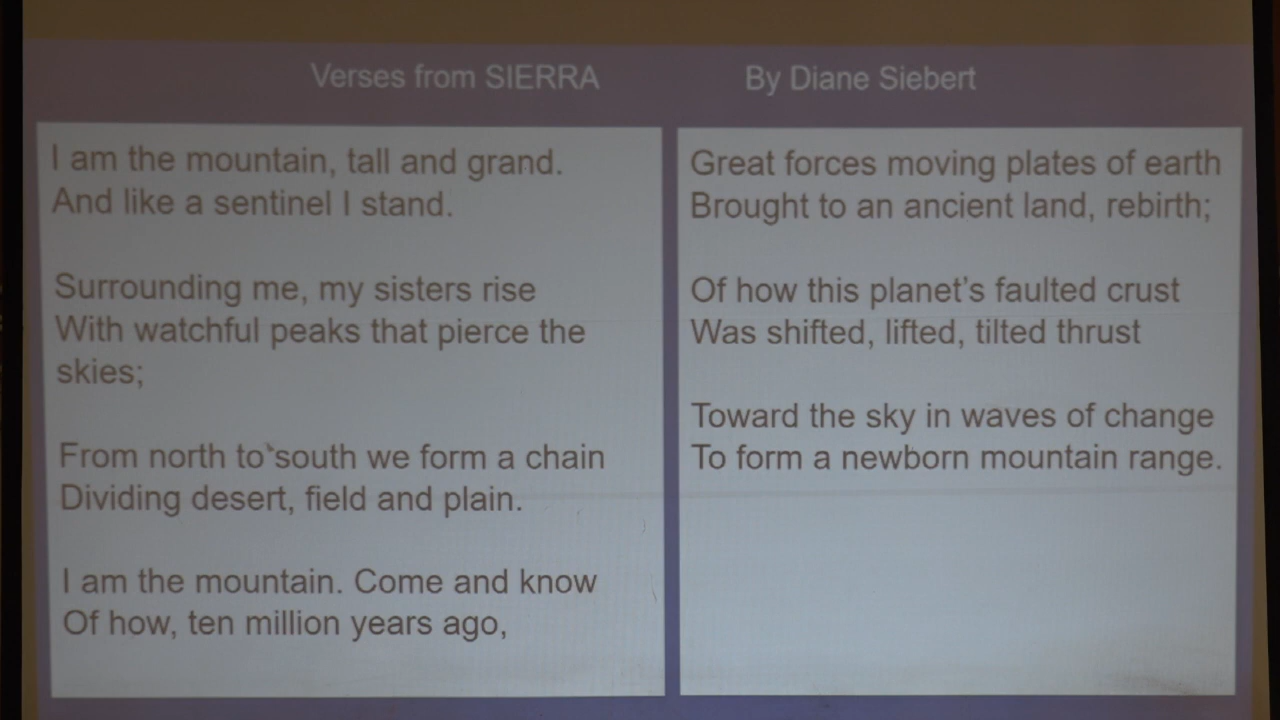 Verses from SIERRA
By Diane Siebert
I am the mountain, tall and grand.
And like a sentinel I stand.
Surrounding me, my sisters rise
With watchful peaks that pierce the
skies;
From north to south we form a chain
Dividing desert, field and plain.
I am the mountain. Come and know
Of how, ten million years ago,
Great forces moving plates of earth
Brought to an ancient land, rebirth;
Of how this planet's faulted crust
Was shifted, lifted, tilted thrust
Toward the sky in waves of change
To form a newborn mountain range.